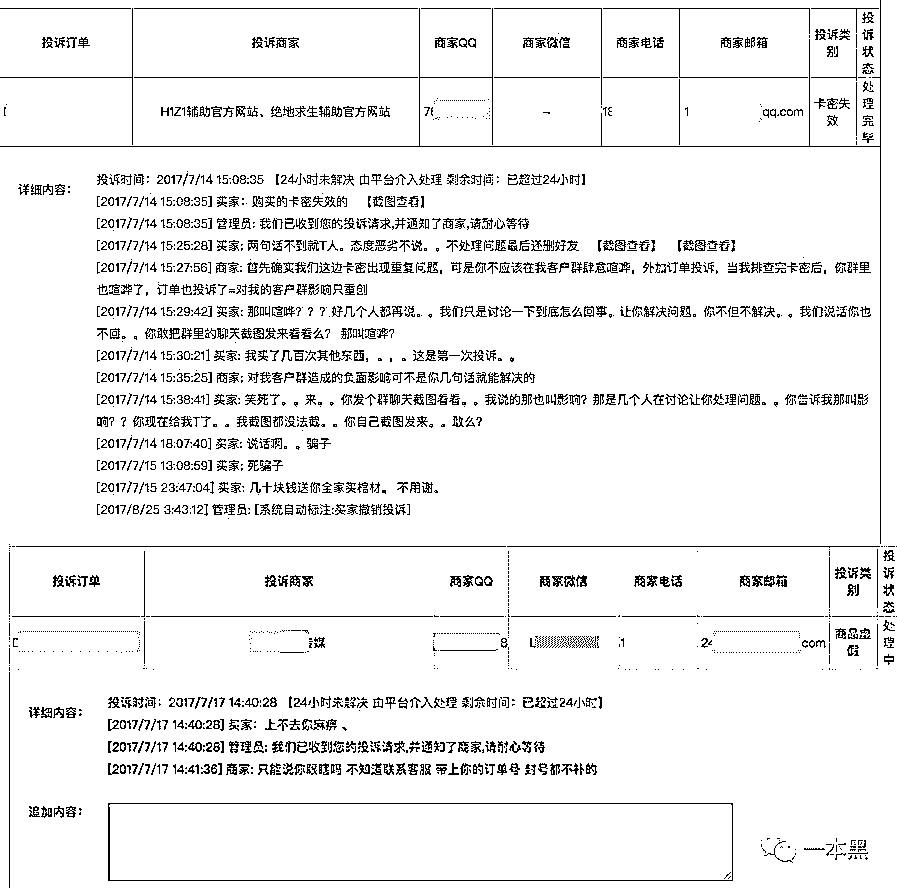 投诉订单 投诉商家 商家QQ 商家微信 商家电话 商家邮箱 投诉类别 投诉状态
H1Z1辅助官方网站、绝地求生辅助官方网站 7 – 18 1 qq.com 卡密失效 处理完毕
详细内容:
投诉时间: 2017/7/14 15:08:35 【24小时未解决 由平台介入处理 剩余时间: 已超过24小时】
[2017/7/14 15:08:35] 买家: 购买的卡密失效的 【截图查看】
[2017/7/14 15:08:35] 管理员: 我们已收到您的投诉请求,并通知了商家,请耐心等待
[2017/7/14 15:25:28] 买家; 两句话不到就T人。态度恶劣不说。。不处理问题最后还删好友 【截图查看】 【截图查看】
[2017/7/14 15:27:56] 商家: 首先确实我们这边卡密出现重复问题，可是你不应该在我客户群肆意喧哗，外加订单投诉，当我排查完卡密后，你群里
也喧哗了，订单也投诉了=对我的客户群影响只重创
[2017/7/14 15:29:42] 买家: 那叫喧哗？？？好几个人都再说。。我们只是讨论一下到底怎么回事。让你解决问题。你不但不解决。。我们说话你也
不回。。你敢把群里的聊天截图发来看看么？ 那叫喧哗?
[2017/7/14 15:30:21] 买家: 我买了几百次其他东西，。，。这是第一次投诉。。
[2017/7/14 15:35:25] 商家; 对我客户群造成的负面影响可不是你几句话就能解决的
[2017/7/14 15:38:41] 买家: 笑死了。。来。。你发个群聊天截图看看。。我说的那也叫影响？那是几个人在讨论让你处理问题。。你告诉我那叫影
响？？你现在给我T了。。我截图都没法截。。你自己截图发来。。敢么？
[2017/7/14 18:07:40] 买家: 说话啊。。骗子
[2017/7/15 13:08:59] 买家; 死骗子
[2017/7/15 23:47:04] 买家: 几十块钱送你全家买棺材。 不用谢。
[2017/8/25 3:43:12] 管理员: [系统自动标注:买家撤销投诉]
投诉订单 投诉商家 商家QQ 商家微信 商家电话 商家邮箱 投诉类别 投诉状态
媒 8 L 1 24 com 商品虚假 处理中
详细内容:
投诉时间: 2017/7/17 14:40:28 【24小时未解决 由平台介入处理 剩余时间: 已超过24小时】
[2017/7/17 14:40:28] 买家: 上不去你麻痹 、
[2017/7/17 14:40:28] 管理员: 我们已收到您的投诉请求,并通知了商家,请耐心等待
[2017/7/17 14:41:36] 商家: 只能说你眼瞎吗 不知道联系客服 带上你的订单号 封号都不补的
追加内容:
一本黑